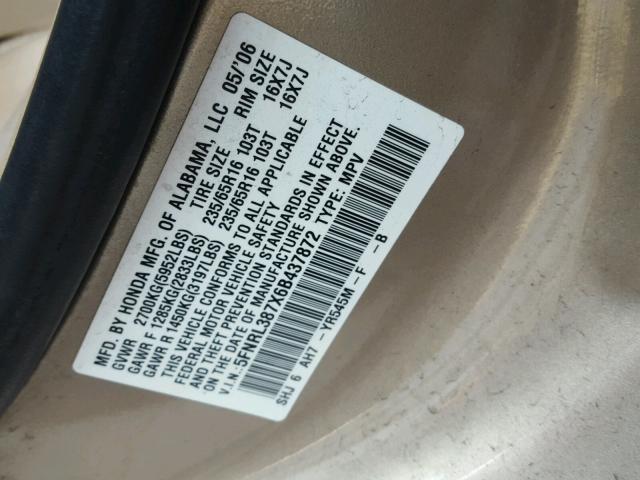 MFD. BY HONDA MFG. OF ALABAMA, LLC 05/'06
GVWR 2700KG(5952LBS) TIRE SIZE RIM SIZE
GAWR F 1285KG(2833LBS) 235/65R16 103T 16X7J
GAWR R 1450KG(3197LBS) 235/65R16 103T 16X7J
THIS VEHICLE CONFORMS TO ALL APPLICABLE
FEDERAL MOTOR VEHICLE SAFETY
AND THEFT PREVENTION STANDARDS IN EFFECT
ON THE DATE OF MANUFACTURE SHOWN ABOVE.
V.I.N.:5FNRL387X6B437872 TYPE: MPV
SHJ 6 AH7 -YR545M -F -B